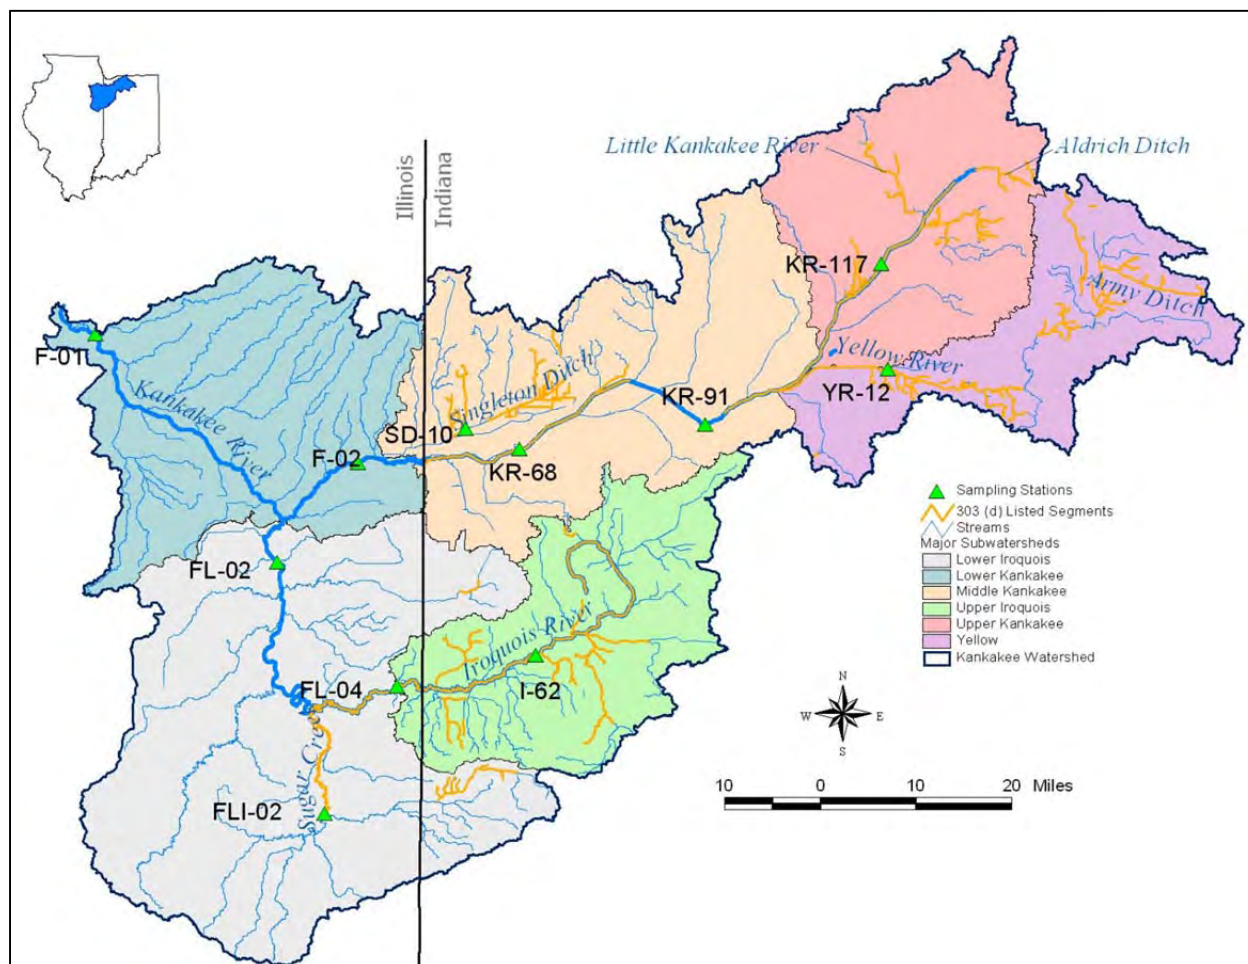 Illinois
Indiana
Little Kankakee River
Aldrich Ditch
KR-117
Army Ditch
F-01
Kankakee River
Singleton Ditch
Yellow River
KR-91
YR-12
SD-10
F-02
KR-68
Sampling Stations
303 (d) Listed Segments
Streams
Major Subwatersheds
Lower Iroquois
Lower Kankakee
Middle Kankakee
Upper Iroquois
Upper Kankakee
Yellow
Kankakee Watershed
FL-02
Iroquois River
FL-04
I-62
N
W E
S
Sugar Creek
FLI-02
10 0 10 20 Miles